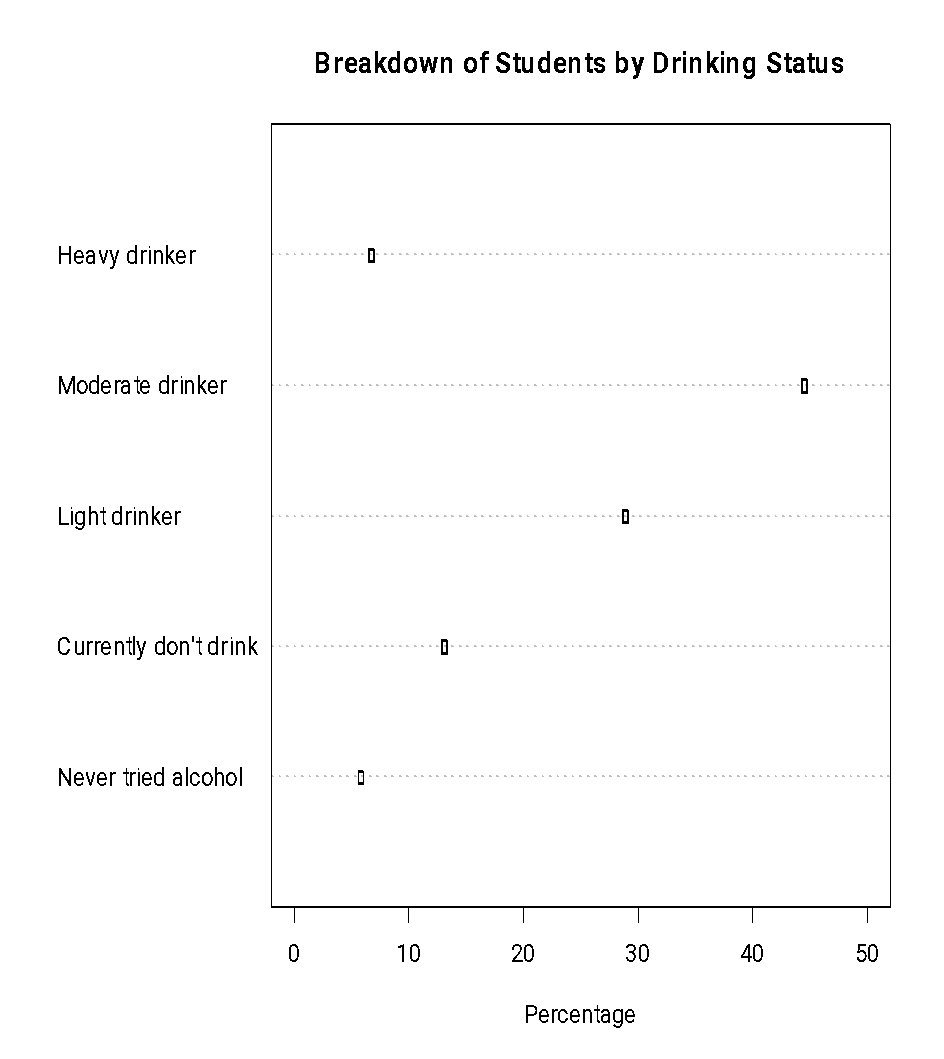 Breakdown of Students by Drinking Status
Heavy drinker
Moderate drinker
Light drinker
Currently don't drink
Never tried alcohol
0 10 20 30 40 50
Percentage